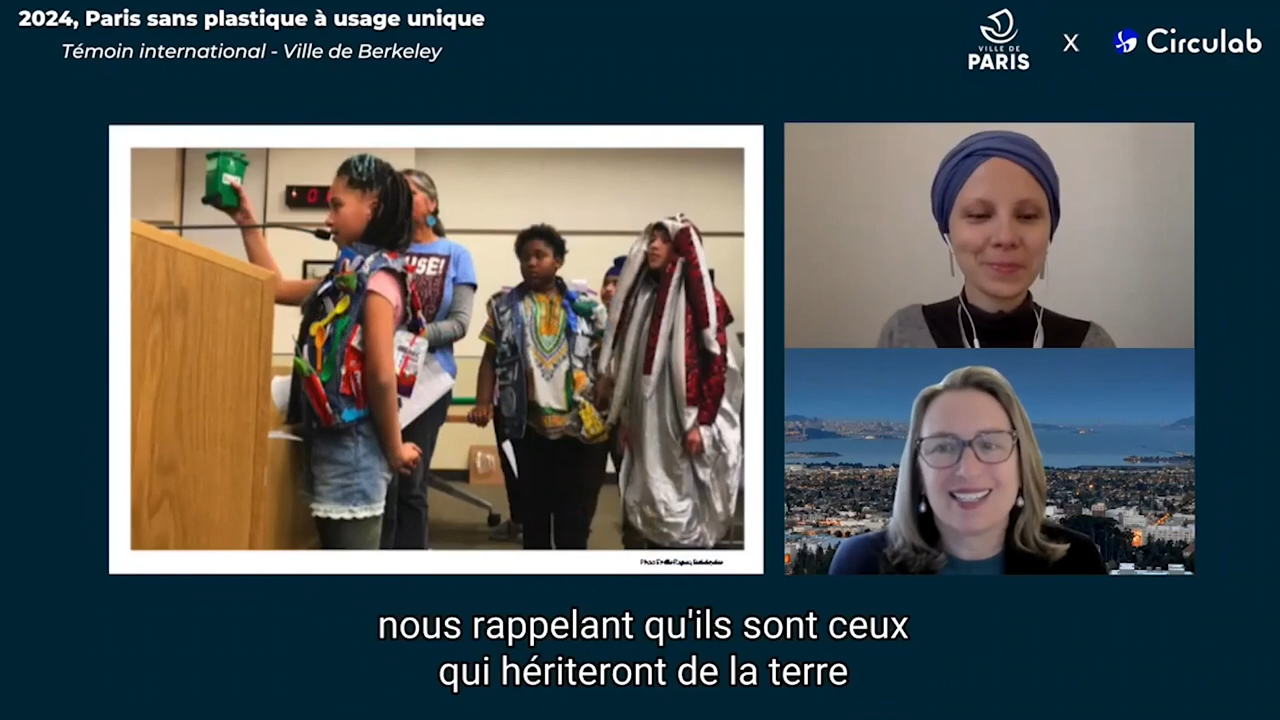 2024, Paris sans plastique à usage unique
Témoin international - Ville de Berkeley
VILLE DE
PARIS
X
Circulab
USE!
nous rappelant qu'ils sont ceux
qui hériteront de la terre